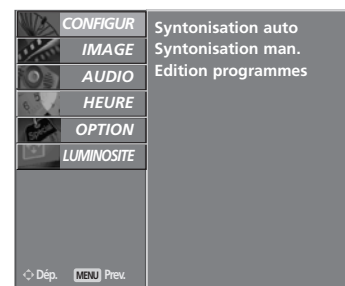 CONFIGUR
IMAGE
AUDIO
HEURE
OPTION
LUMINOSITE
Syntonisation auto
Syntonisation man.
Edition programmes
Dép. MENU Prev.